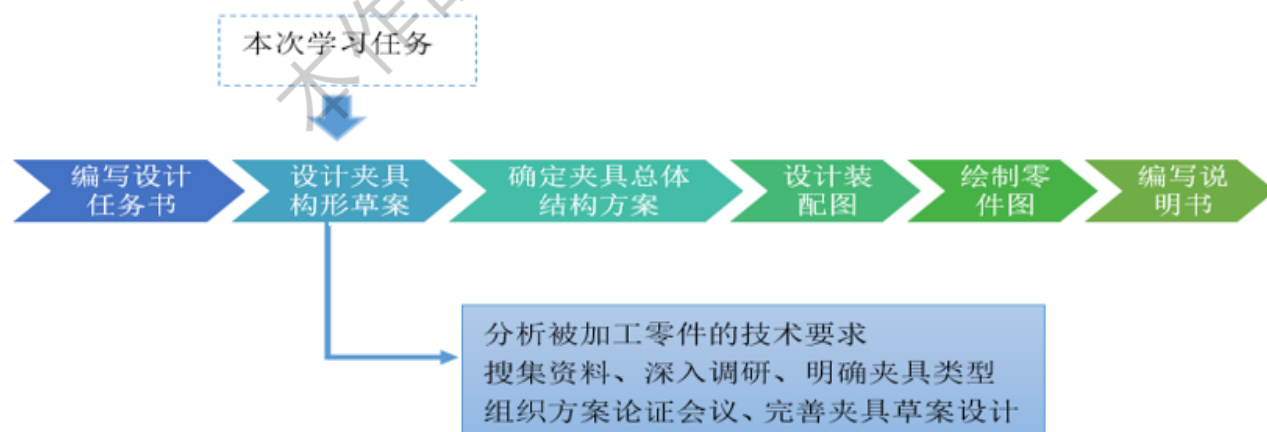 本次学习任务
编写设计
任务书
设计夹具
构形草案
确定夹具总体
结构方案
设计装
配图
绘制零
件图
编写说
明书
分析被加工零件的技术要求
搜集资料、深入调研、明确夹具类型
组织方案论证会议、完善夹具草案设计